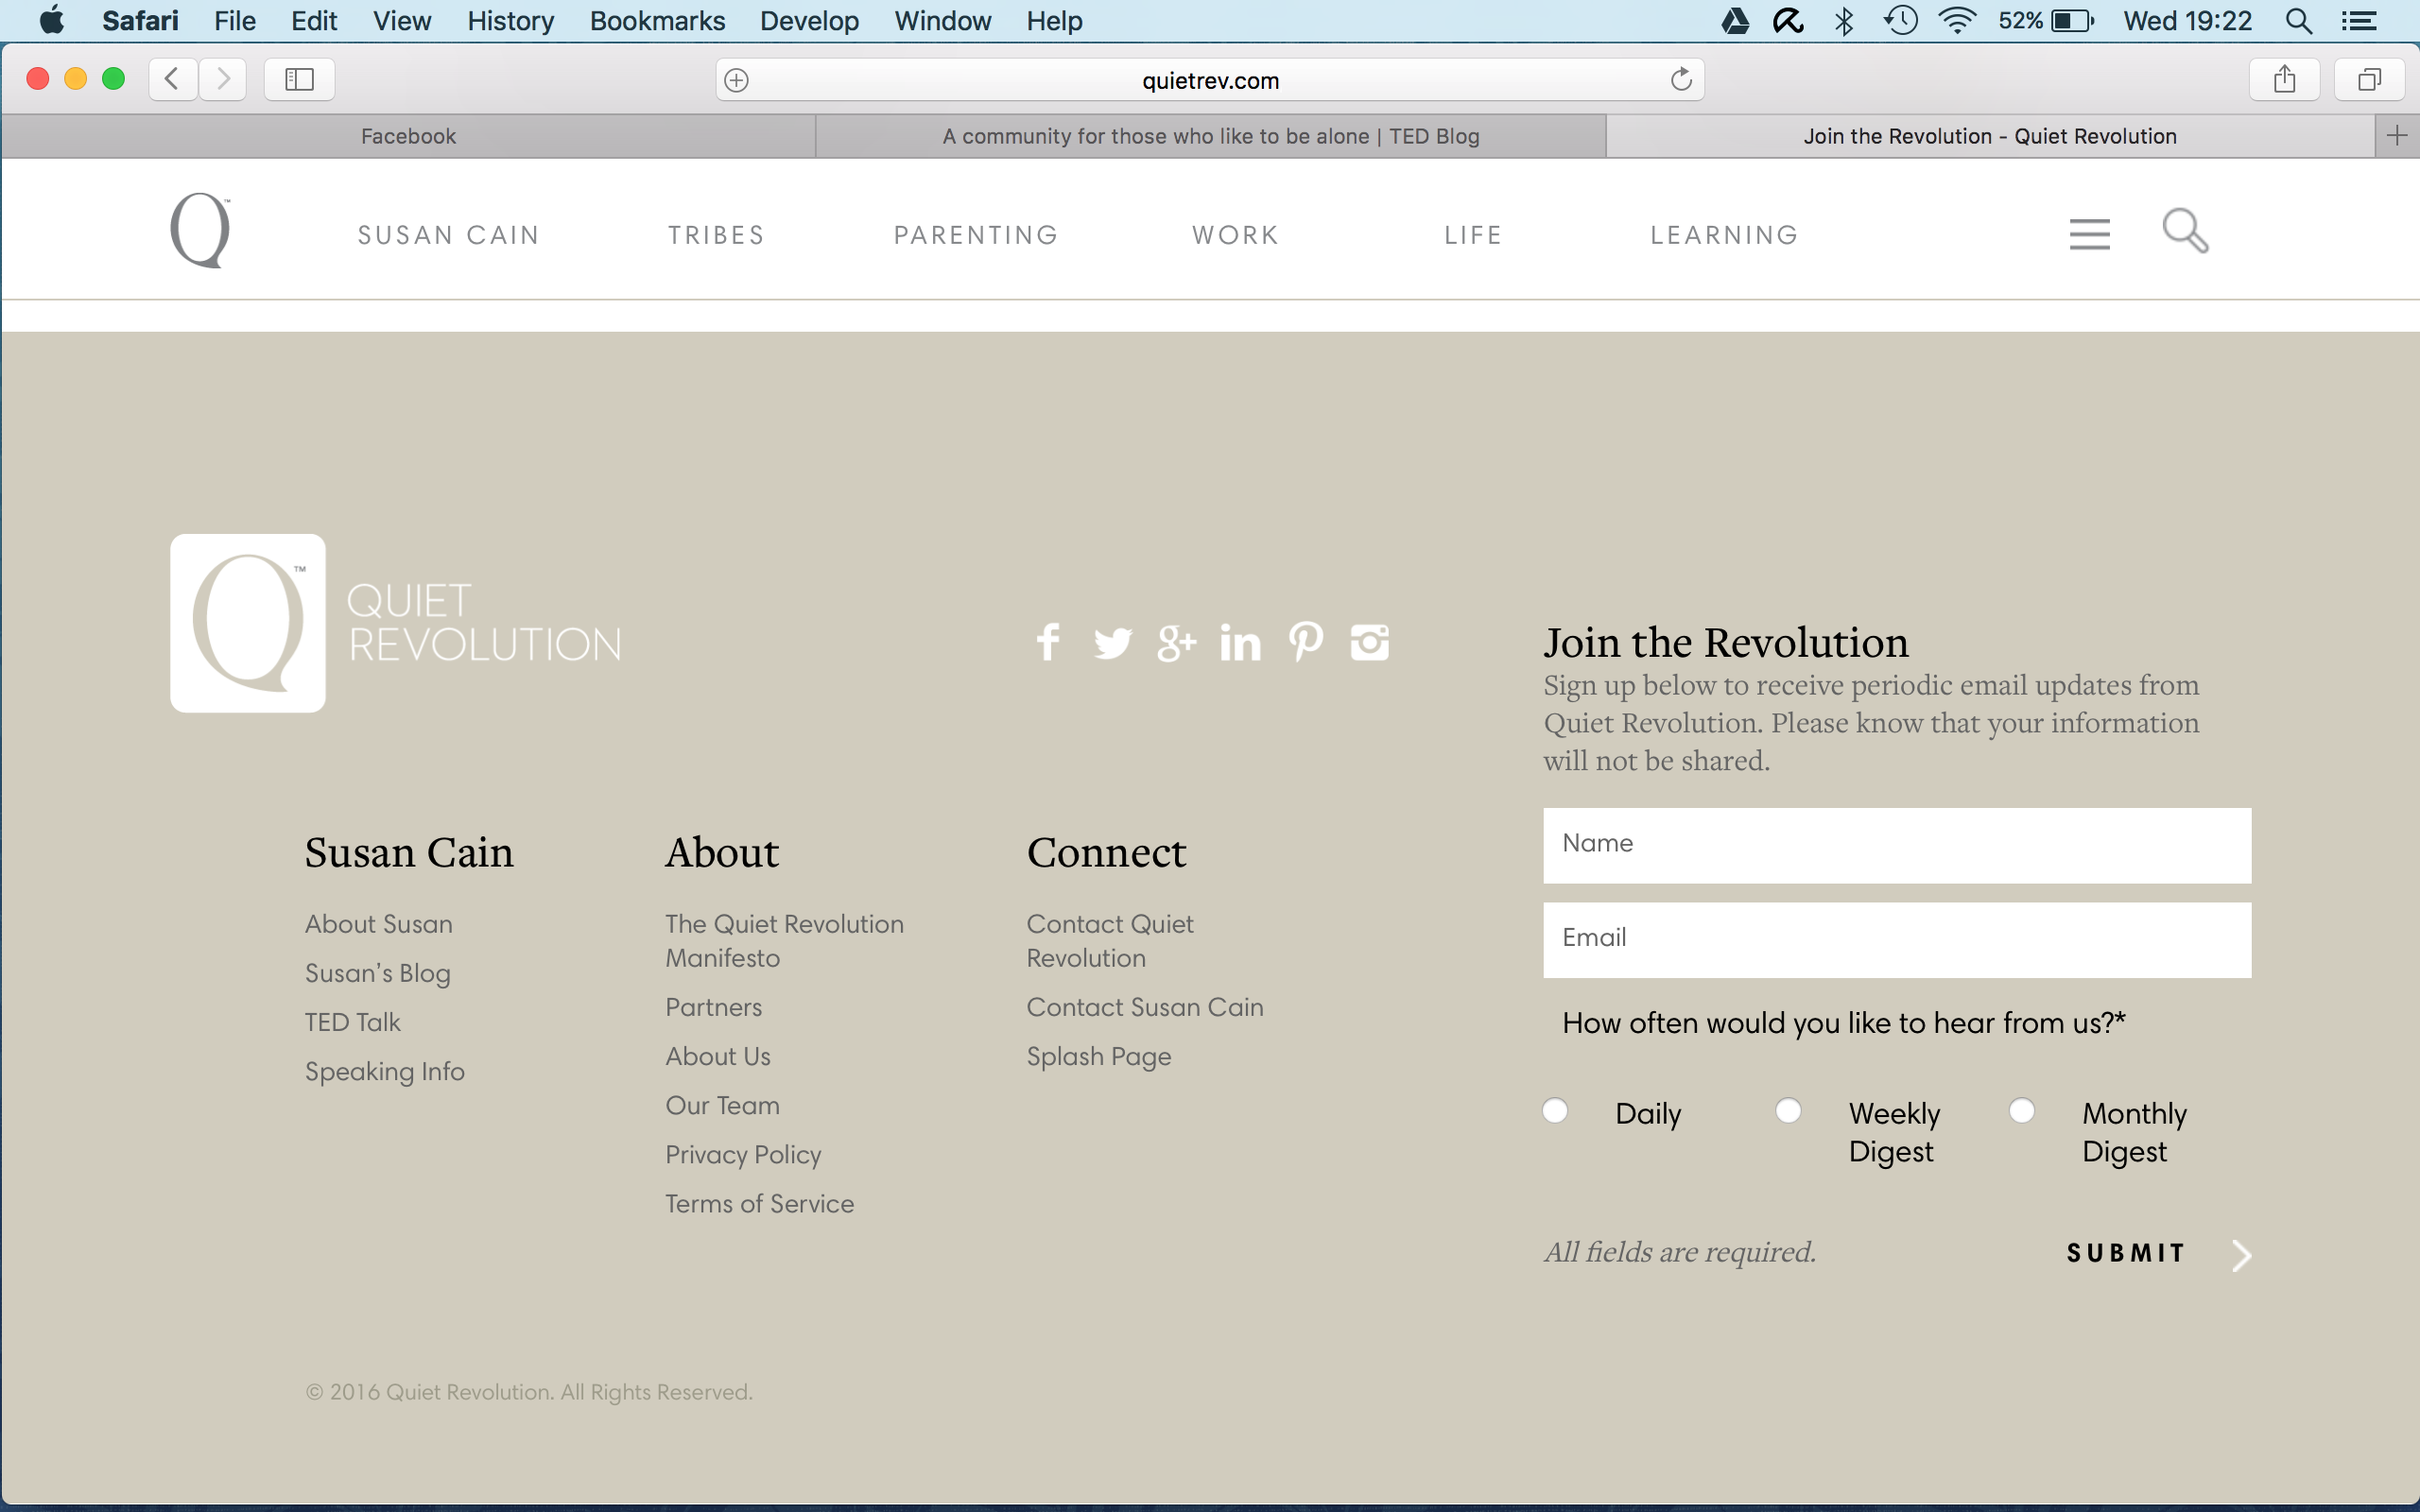 Safari File Edit View History Bookmarks Develop Window Help 52% Wed 19:22
quietrev.com
Facebook A community for those who like to be alone | TED Blog Join the Revolution - Quiet Revolution
Q™ SUSAN CAIN TRIBES PARENTING WORK LIFE LEARNING
Q™
QUIET
REVOLUTION
f g+ in
Join the Revolution
Sign up below to receive periodic email updates from
Quiet Revolution. Please know that your information
will not be shared.
Name
Email
How often would you like to hear from us?*
Daily Weekly Digest Monthly Digest
All fields are required. SUBMIT
Susan Cain
About Susan
Susan's Blog
TED Talk
Speaking Info
About
The Quiet Revolution
Manifesto
Partners
About Us
Our Team
Privacy Policy
Terms of Service
Connect
Contact Quiet
Revolution
Contact Susan Cain
Splash Page
© 2016 Quiet Revolution. All Rights Reserved.